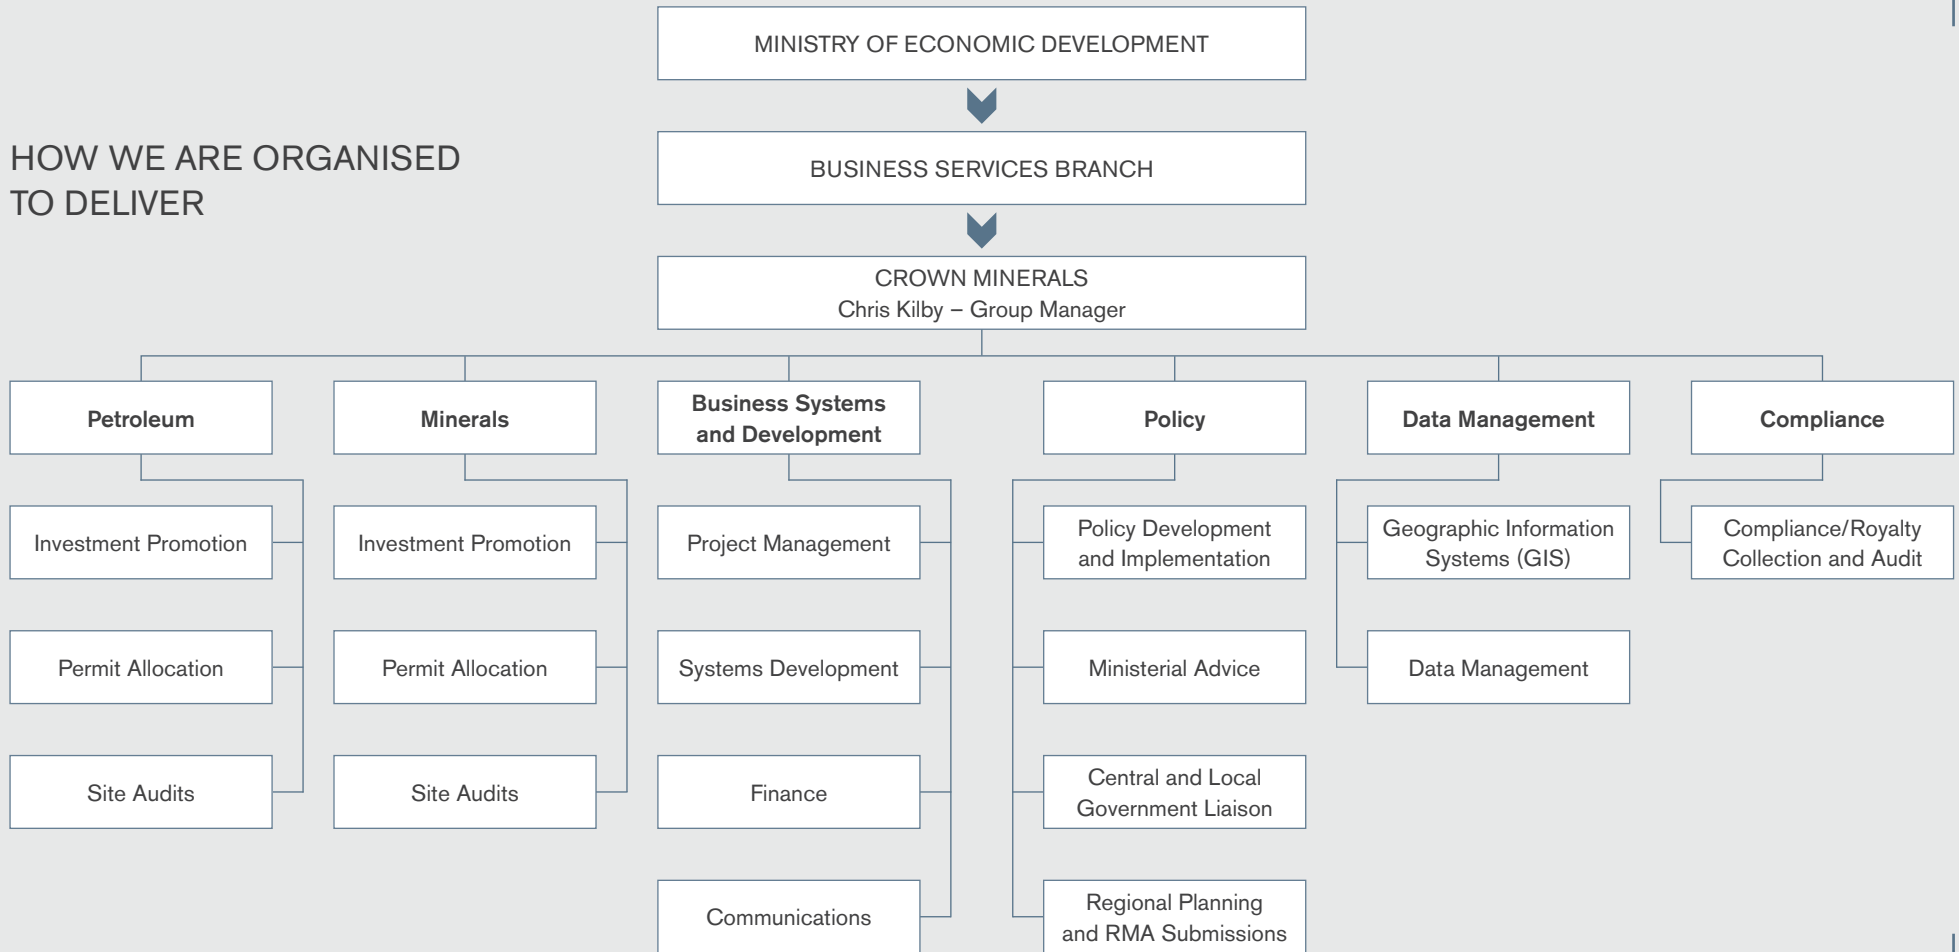 HOW WE ARE ORGANISED
TO DELIVER
MINISTRY OF ECONOMIC DEVELOPMENT
BUSINESS SERVICES BRANCH
CROWN MINERALS
Chris Kilby – Group Manager
Petroleum
Investment Promotion
Permit Allocation
Site Audits
Minerals
Investment Promotion
Permit Allocation
Site Audits
Business Systems
and Development
Project Management
Systems Development
Finance
Communications
Policy
Policy Development
and Implementation
Ministerial Advice
Central and Local
Government Liaison
Regional Planning
and RMA Submissions
Data Management
Geographic Information
Systems (GIS)
Data Management
Compliance
Compliance/Royalty
Collection and Audit